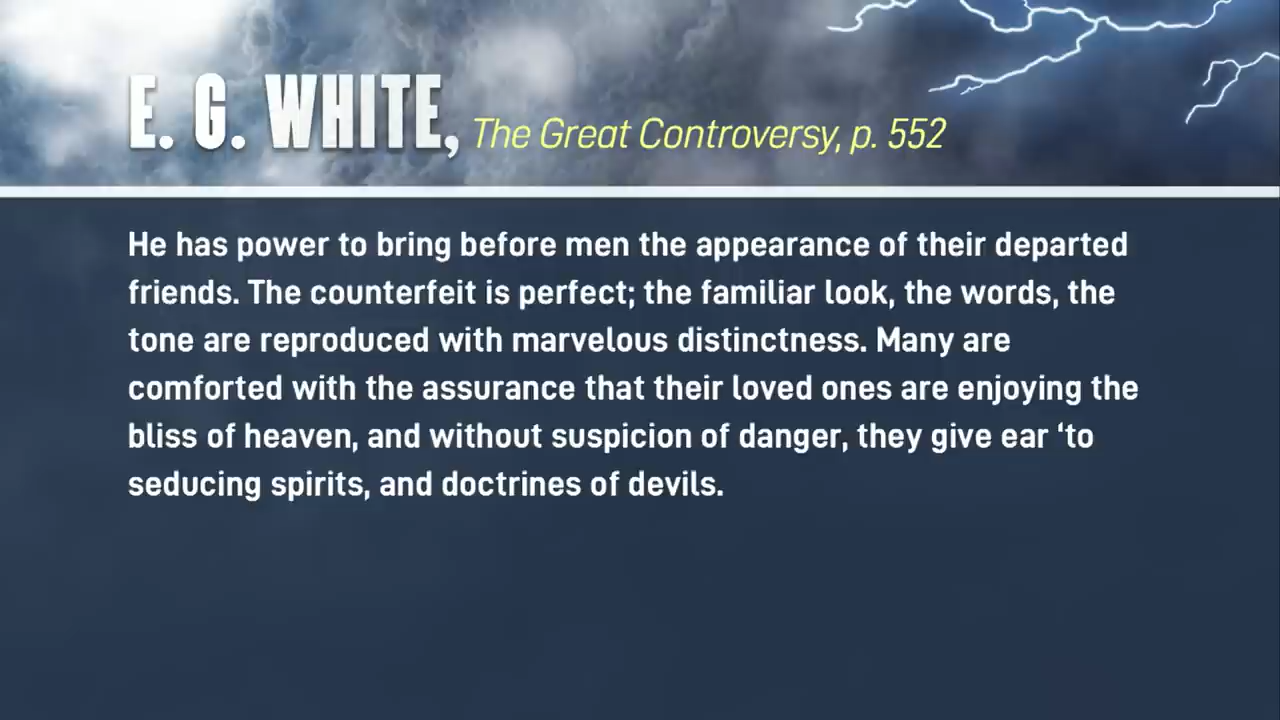 E. G. WHITE, The Great Controversy, p. 552
He has power to bring before men the appearance of their departed
friends. The counterfeit is perfect; the familiar look, the words, the
tone are reproduced with marvelous distinctness. Many are
comforted with the assurance that their loved ones are enjoying the
bliss of heaven, and without suspicion of danger, they give ear ‘to
seducing spirits, and doctrines of devils.